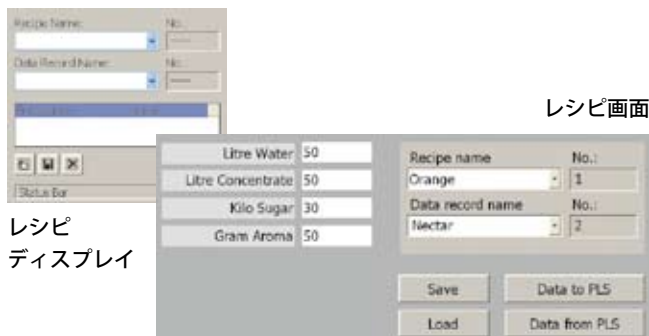 Recipe Name:
No.:
Data Record Name:
No.:
Status Bar
レシピ
ディスプレイ
レシピ画面
Litre Water 50
Litre Concentrate 50
Kilo Sugar 30
Gram Aroma 50
Recipe name
No.:
Orange
1
Data record name
No.:
Nectar
2
Save
Data to PLS
Load
Data from PLS